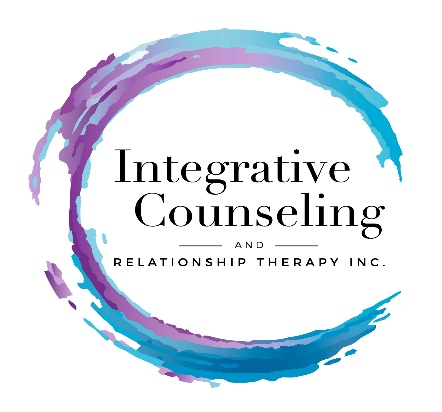 Integrative
Counseling
AND
RELATIONSHIP THERAPY INC.